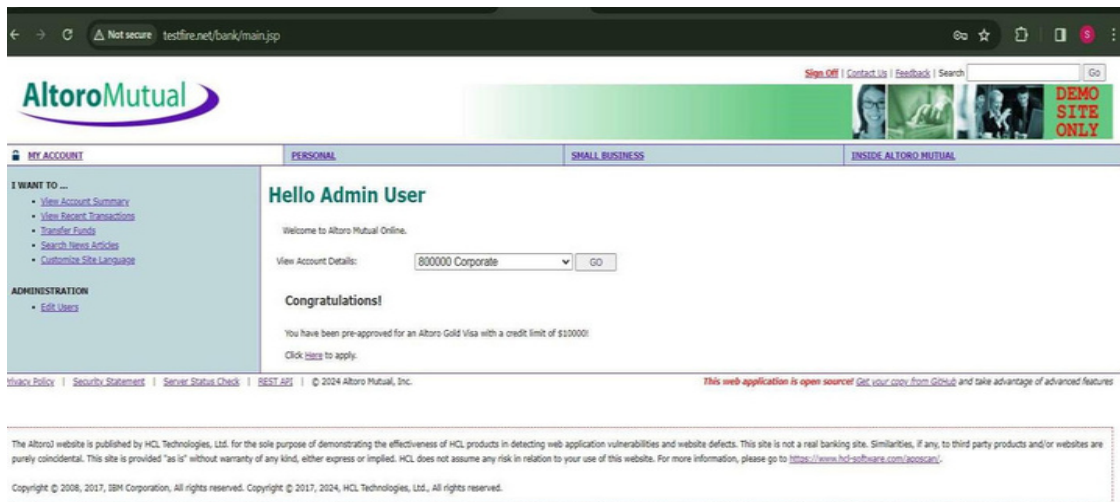 Not secure testfire.net/bank/main.jsp
S
Sign Off | Contact Us | Feedback | Search Go
AltoroMutual
DEMO
SITE
ONLY
MY ACCOUNT PERSONAL SMALL BUSINESS INSIDE ALTORO MUTUAL
I WANT TO ...
• View Account Summary
• View Recent Transactions
• Transfer Funds
• Search News Articles
• Customize Site Language
ADMINISTRATION
• Edit Users
Hello Admin User
Welcome to Altoro Mutual Online.
View Account Details: 800000 Corporate GO
Congratulations!
You have been pre-approved for an Altoro Gold Visa with a credit limit of $10000!
Click Here to apply.
Privacy Policy | Security Statement | Server Status Check | REST API | © 2024 Altoro Mutual, Inc. This web application is open source! Get your copy from GitHub and take advantage of advanced features
The AltoroJ website is published by HCL Technologies, Ltd. for the sole purpose of demonstrating the effectiveness of HCL products in detecting web application vulnerabilities and website defects. This site is not a real banking site. Similarities, if any, to third party products and/or websites are
purely coincidental. This site is provided "as is" without warranty of any kind, either express or implied. HCL does not assume any risk in relation to your use of this website. For more information, please go to https://www.hcl-software.com/appscan/.
Copyright © 2008, 2017, IBM Corporation, All rights reserved. Copyright © 2017, 2024, HCL Technologies, Ltd., All rights reserved.